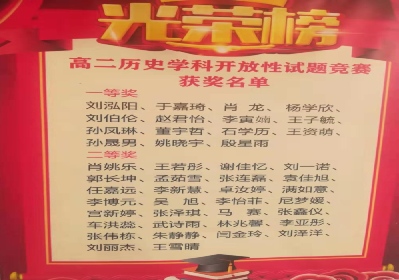 光荣榜
高二历史学科开放性试题竞赛
获奖名单
一等奖
刘泓阳、于嘉琦、肖 龙、杨学欣、
刘伯伦、赵君怡、李寅娴、王子毓、
孙凤琳、董宇哲、石学历、王资萌、
孙晟男、姚晓宇、殷星雨
二等奖
肖姚乐、王若彤、谢佳忆、刘一诺、
郭长坤、孟茹雪、张连磊、袁佳旭、
任嘉远、李新慧、卓汝婷、满如意、
李博元、吴 旭、李怡菲、尼梦媛、
宫新婷、张泽琪、马 赛、张鑫仪、
车洪蕊、武诗雨、林兆馨、李亚彤、
张伟栋、朱静静、闫金玲、刘泽洋、
刘丽杰、王雪晴